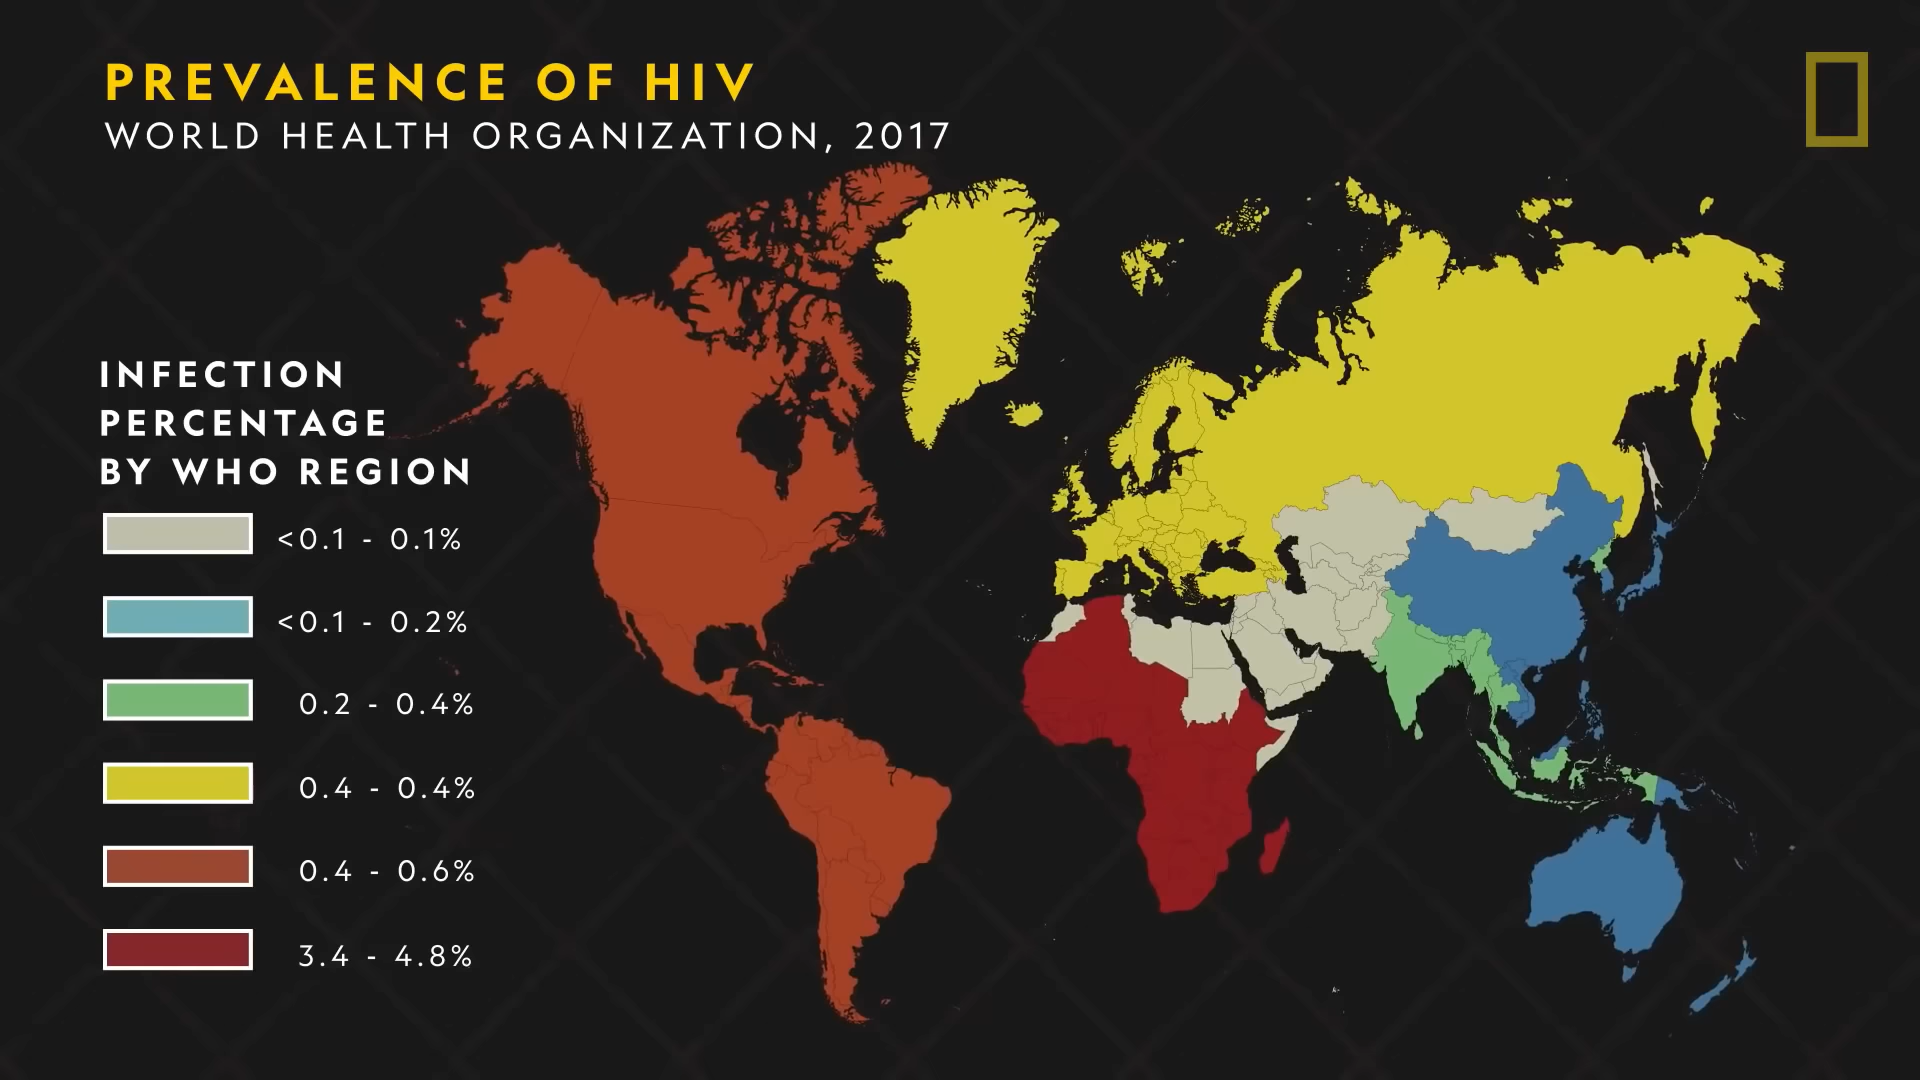 PREVALENCE OF HIV
WORLD HEALTH ORGANIZATION, 2017
INFECTION
PERCENTAGE
BY WHO REGION
<0.1 - 0.1%
<0.1 - 0.2%
0.2 - 0.4%
0.4 - 0.4%
0.4 - 0.6%
3.4 - 4.8%